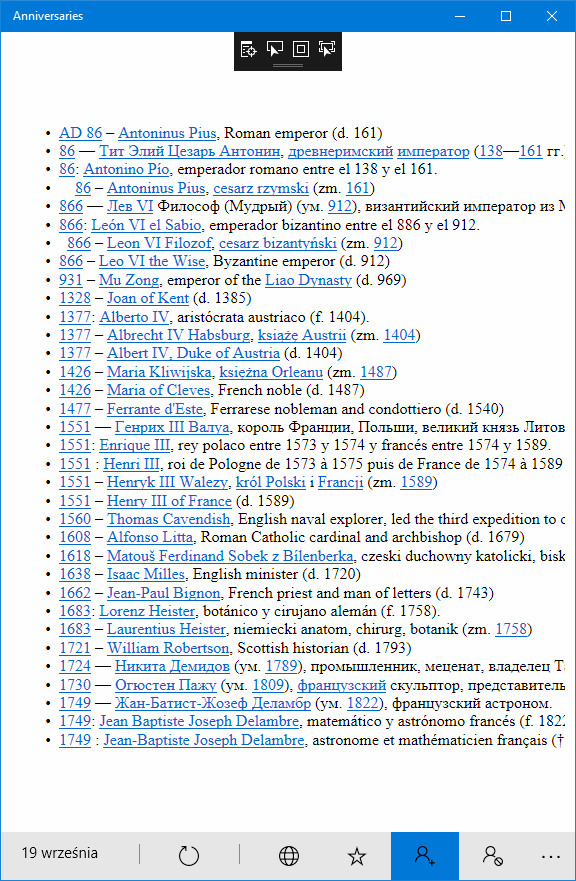 Anniversaries
• AD 86 – Antoninus Pius, Roman emperor (d. 161)
• 86 — Тит Элий Цезарь Антонин, древнеримский император (138—161 гг.)
• 86: Antonino Pío, emperador romano entre el 138 y el 161.
• 86 – Antoninus Pius, cesarz rzymski (zm. 161)
• 866 — Лев VI Философ (Мудрый) (ум. 912), византийский император из
• 866: León VI el Sabio, emperador bizantino entre el 886 y el 912.
• 866 – Leon VI Filozof, cesarz bizantyński (zm. 912)
• 866 – Leo VI the Wise, Byzantine emperor (d. 912)
• 931 – Mu Zong, emperor of the Liao Dynasty (d. 969)
• 1328 – Joan of Kent (d. 1385)
• 1377: Alberto IV, aristócrata austriaco (f. 1404).
• 1377 – Albrecht IV Habsburg, książę Austrii (zm. 1404)
• 1377 – Albert IV, Duke of Austria (d. 1404)
• 1426 – Maria Kliwijska, księżna Orleanu (zm. 1487)
• 1426 – Maria of Cleves, French noble (d. 1487)
• 1477 – Ferrante d'Este, Ferrarese nobleman and condottiero (d. 1540)
• 1551 — Генрих III Валуа, король Франции, Польши, великий князь Литов
• 1551: Enrique III, rey polaco entre 1573 y 1574 y francés entre 1574 y 1589.
• 1551 : Henri III, roi de Pologne de 1573 à 1575 puis de France de 1574 à 1589
• 1551 – Henryk III Walezy, król Polski i Francji (zm. 1589)
• 1551 – Henry III of France (d. 1589)
• 1560 – Thomas Cavendish, English naval explorer, led the third expedition to c
• 1608 – Alfonso Litta, Roman Catholic cardinal and archbishop (d. 1679)
• 1618 – Matouš Ferdinand Sobek z Bílenberka, czeski duchowny katolicki, bisk
• 1638 – Isaac Milles, English minister (d. 1720)
• 1662 – Jean-Paul Bignon, French priest and man of letters (d. 1743)
• 1683: Lorenz Heister, botánico y cirujano alemán (f. 1758).
• 1683 – Laurentius Heister, niemiecki anatom, chirurg, botanik (zm. 1758)
• 1721 – William Robertson, Scottish historian (d. 1793)
• 1724 — Никита Демидов (ум. 1789), промышленник, меценат, владелец Та
• 1730 — Огюстен Пажу (ум. 1809), французский скульптор, представитель
• 1749 — Жан-Батист-Жозеф Деламбр (ум. 1822), французский астроном.
• 1749: Jean Baptiste Joseph Delambre, matemático y astrónomo francés (f. 1822
• 1749 : Jean-Baptiste Joseph Delambre, astronome et mathématicien français (†
19 września